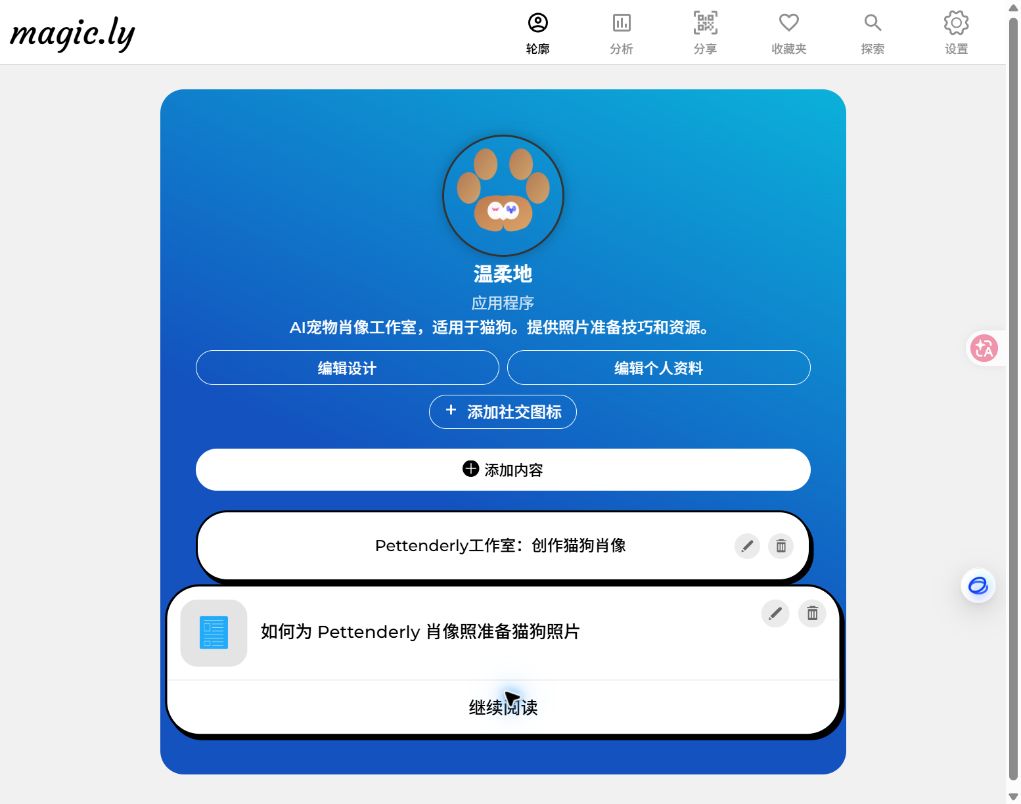 magic.ly
轮廓
分析
分享
收藏夹
探索
设置
温柔地
应用程序
AI宠物肖像工作室，适用于猫狗。提供照片准备技巧和资源。
编辑设计
编辑个人资料
+ 添加社交图标
添加内容
Pettenderly工作室：创作猫狗肖像
如何为 Pettenderly 肖像照准备猫狗照片
继续阅读